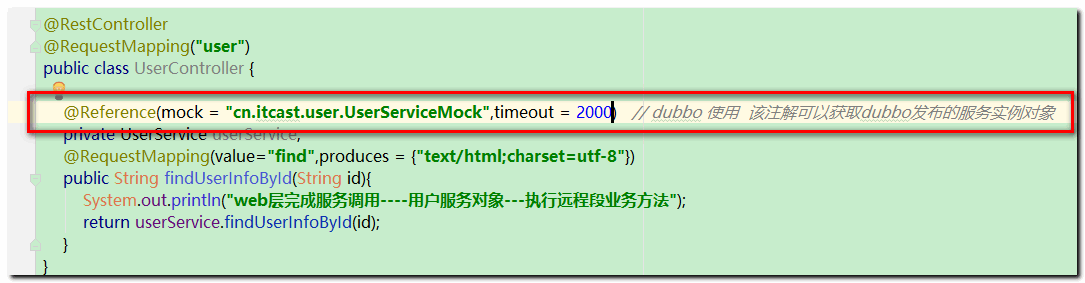 @RestController
@RequestMapping("user")
public class UserController {
@Reference(mock = "cn.itcast.user.UserServiceMock",timeout = 2000) // dubbo 使用 该注解可以获取dubbo发布的服务实例对象
private UserService userService;
@RequestMapping(value="find",produces = {"text/html;charset=utf-8"})
public String findUserInfoById(String id){
System.out.println("web层完成服务调用----用户服务对象---执行远程段业务方法");
return userService.findUserInfoById(id);
}
}